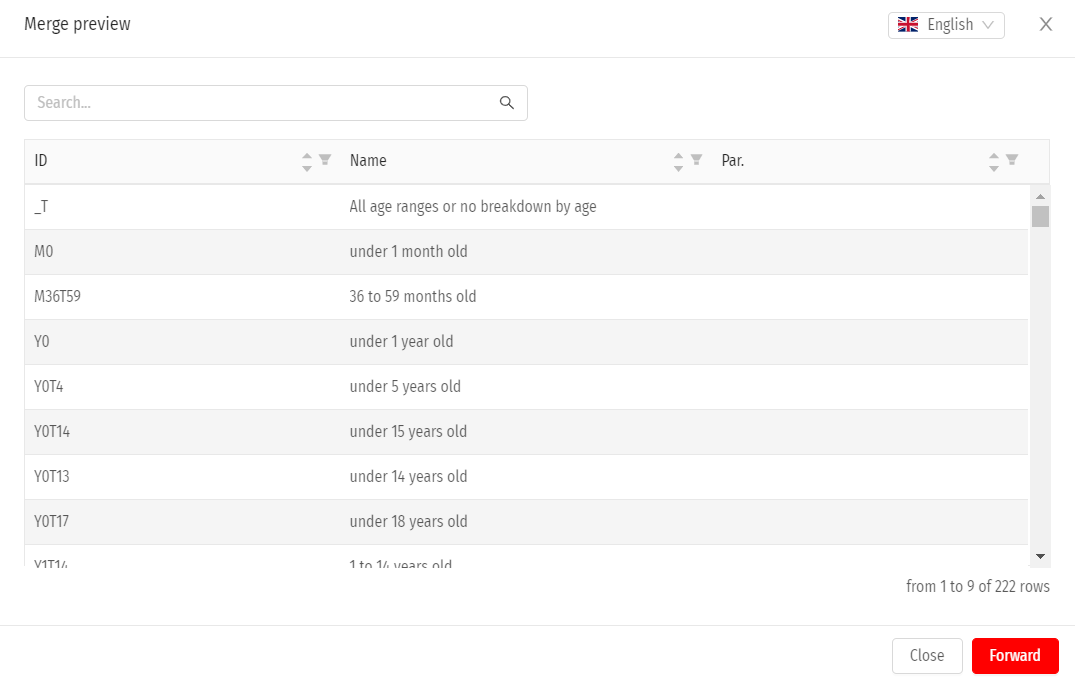 Merge preview
English
Search...
ID Name Par.
_T All age ranges or no breakdown by age
M0 under 1 month old
M36T59 36 to 59 months old
Y0 under 1 year old
Y0T4 under 5 years old
Y0T14 under 15 years old
Y0T13 under 14 years old
Y0T17 under 18 years old
Y1T14 1 to 14 years old
from 1 to 9 of 222 rows
Close Forward